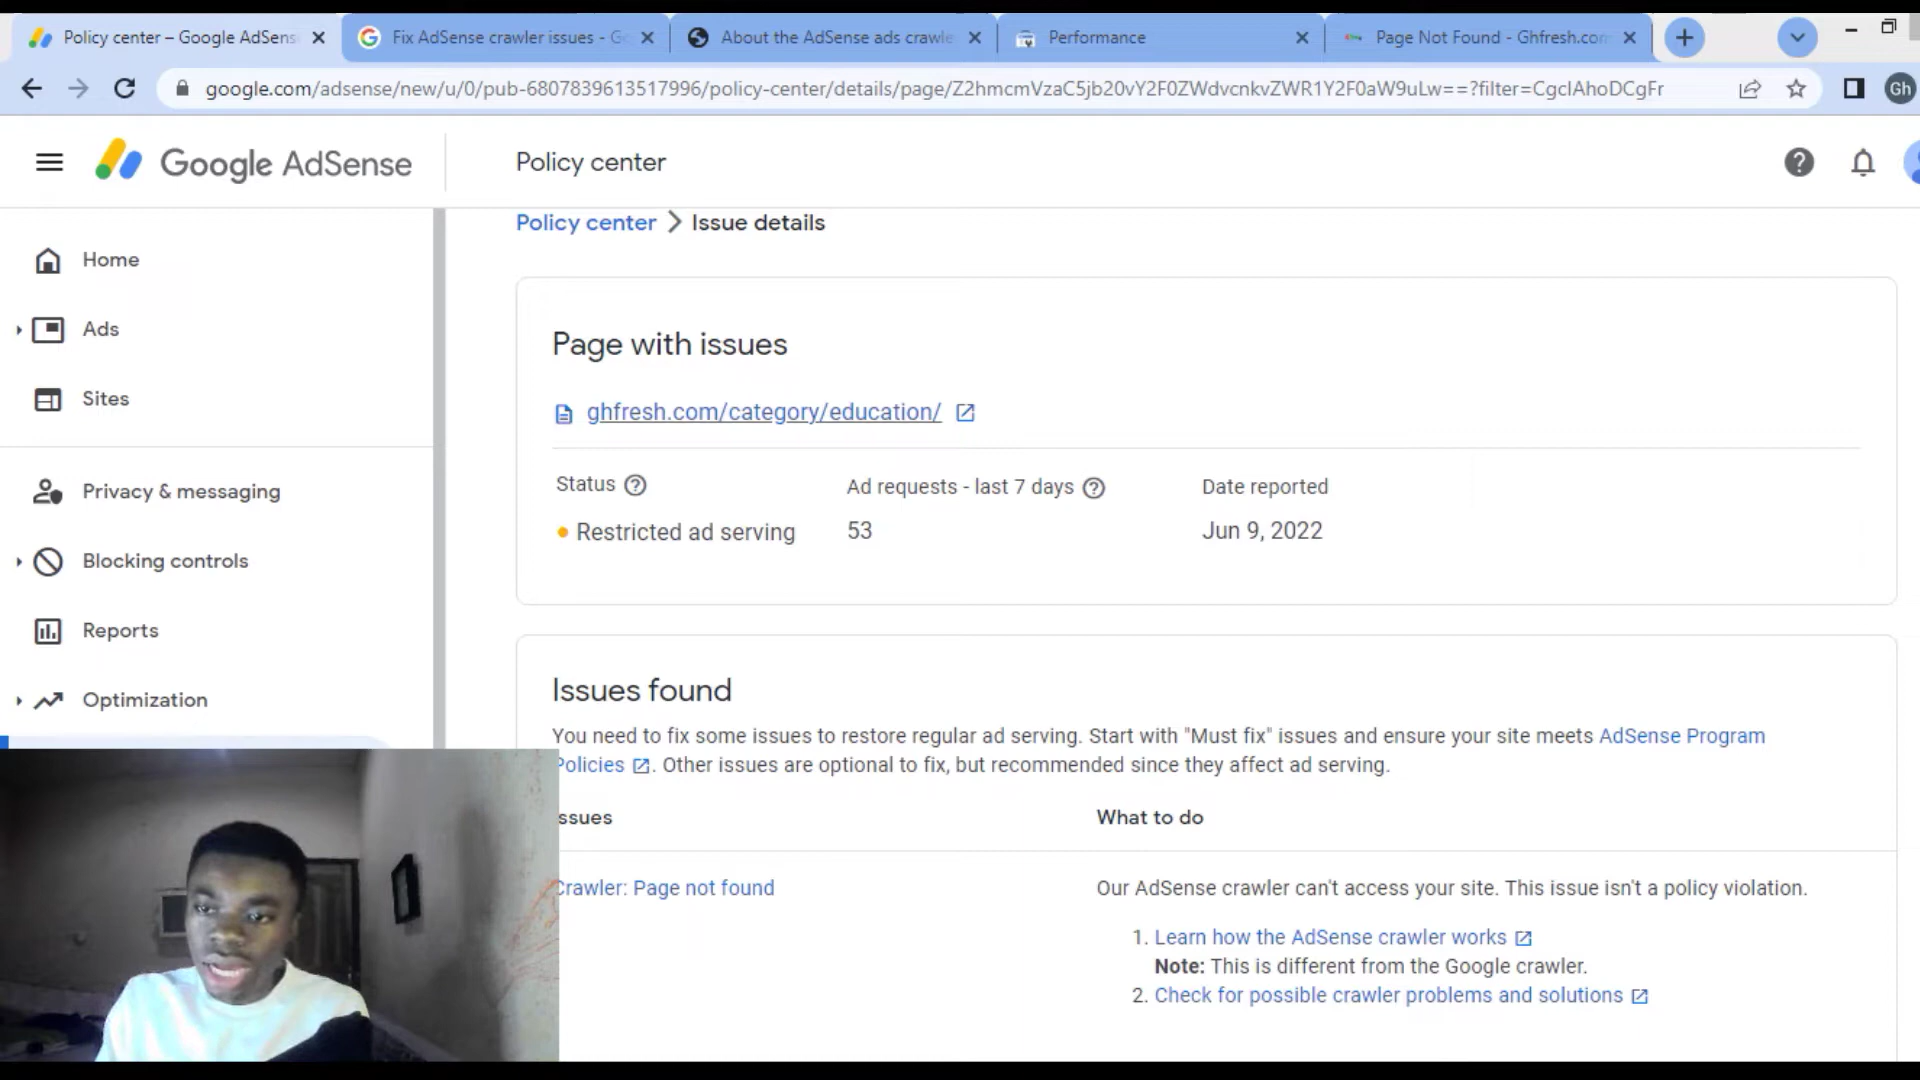 Policy center – Google AdSens
Fix AdSense crawler issues - Go
About the AdSense ads crawle
Performance
Page Not Found - Ghfresh.com
google.com/adsense/new/u/0/pub-6807839613517996/policy-center/details/page/Z2hmcmVzaC5jb20vY2F0ZWdvcnkvZWR1Y2F0aW9uLw==?filter=CgcIAhoDCgFr
Gh
Google AdSense
Policy center
Policy center > Issue details
Home
Ads
Sites
Privacy & messaging
Blocking controls
Reports
Optimization
Page with issues
ghfresh.com/category/education/
Status
Ad requests - last 7 days
Date reported
Restricted ad serving
53
Jun 9, 2022
Issues found
You need to fix some issues to restore regular ad serving. Start with "Must fix" issues and ensure your site meets AdSense Program
Policies . Other issues are optional to fix, but recommended since they affect ad serving.
ssues
What to do
Crawler: Page not found
Our AdSense crawler can't access your site. This issue isn't a policy violation.
1. Learn how the AdSense crawler works
Note: This is different from the Google crawler.
2. Check for possible crawler problems and solutions